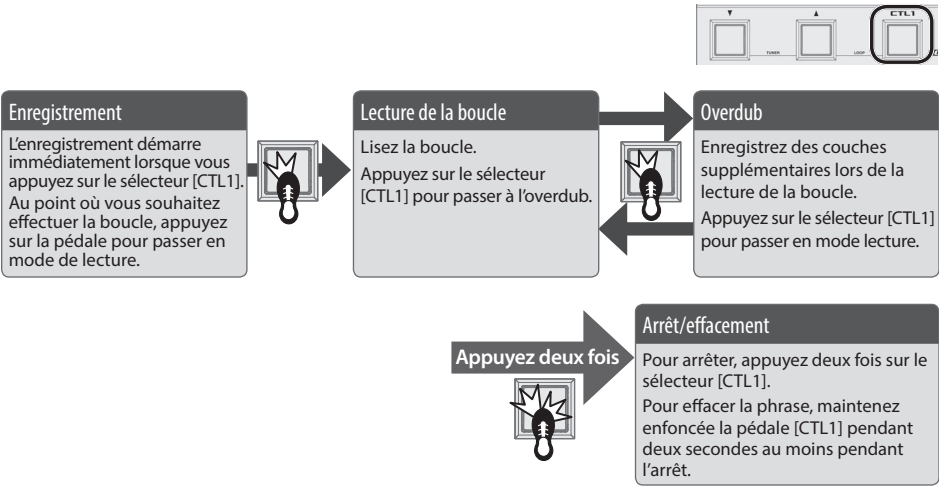 CTL1
TUNER
LOOP
Enregistrement
L'enregistrement démarre
immédiatement lorsque vous
appuyez sur le sélecteur [CTL1].
Au point où vous souhaitez
effectuer la boucle, appuyez
sur la pédale pour passer en
mode de lecture.
Lecture de la boucle
Lisez la boucle.
Appuyez sur le sélecteur
[CTL1] pour passer à l'overdub.
Overdub
Enregistrez des couches
supplémentaires lors de la
lecture de la boucle.
Appuyez sur le sélecteur [CTL1]
pour passer en mode lecture.
Appuyez deux fois
Arrêt/effacement
Pour arrêter, appuyez deux fois sur le
sélecteur [CTL1].
Pour effacer la phrase, maintenez
enfoncée la pédale [CTL1] pendant
deux secondes au moins pendant
l'arrêt.